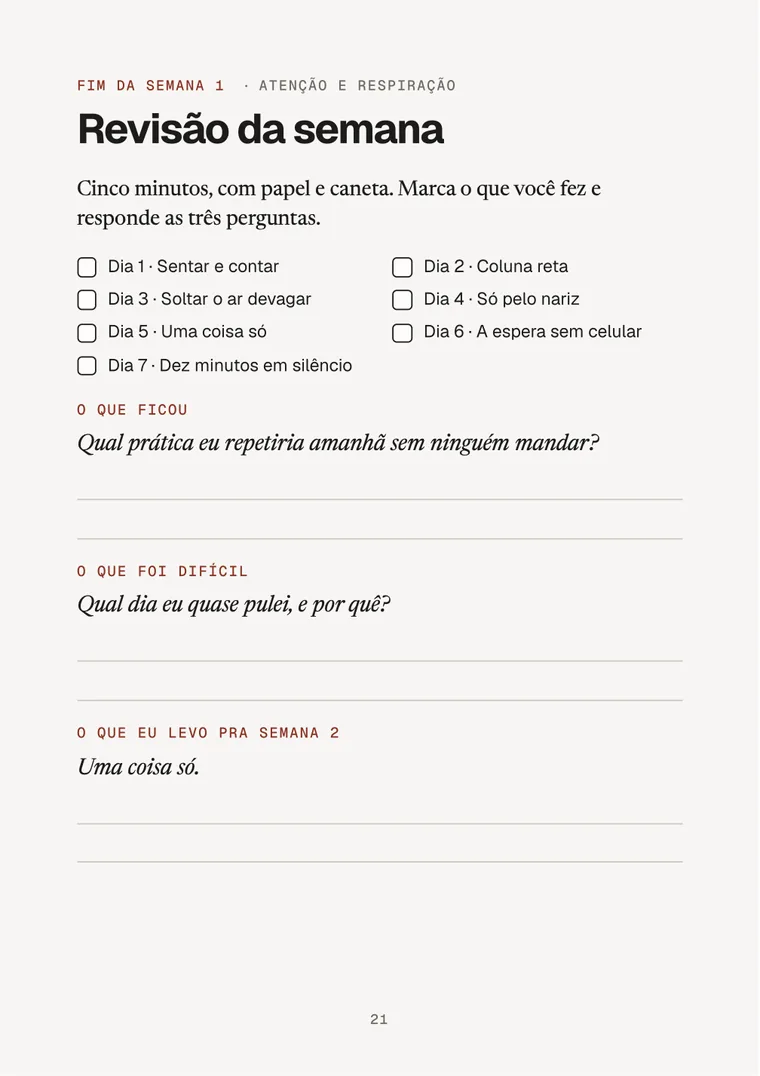 FIM DA SEMANA 1 · ATENÇÃO E RESPIRAÇÃO
Revisão da semana
Cinco minutos, com papel e caneta. Marca o que você fez e
responde as três perguntas.
Dia 1 · Sentar e contar
Dia 2 · Coluna reta
Dia 3 · Soltar o ar devagar
Dia 4 · Só pelo nariz
Dia 5 · Uma coisa só
Dia 6 · A espera sem celular
Dia 7 · Dez minutos em silêncio
O QUE FICOU
Qual prática eu repetiria amanhã sem ninguém mandar?
O QUE FOI DIFÍCIL
Qual dia eu quase pulei, e por quê?
O QUE EU LEVO PRA SEMANA 2
Uma coisa só.
21